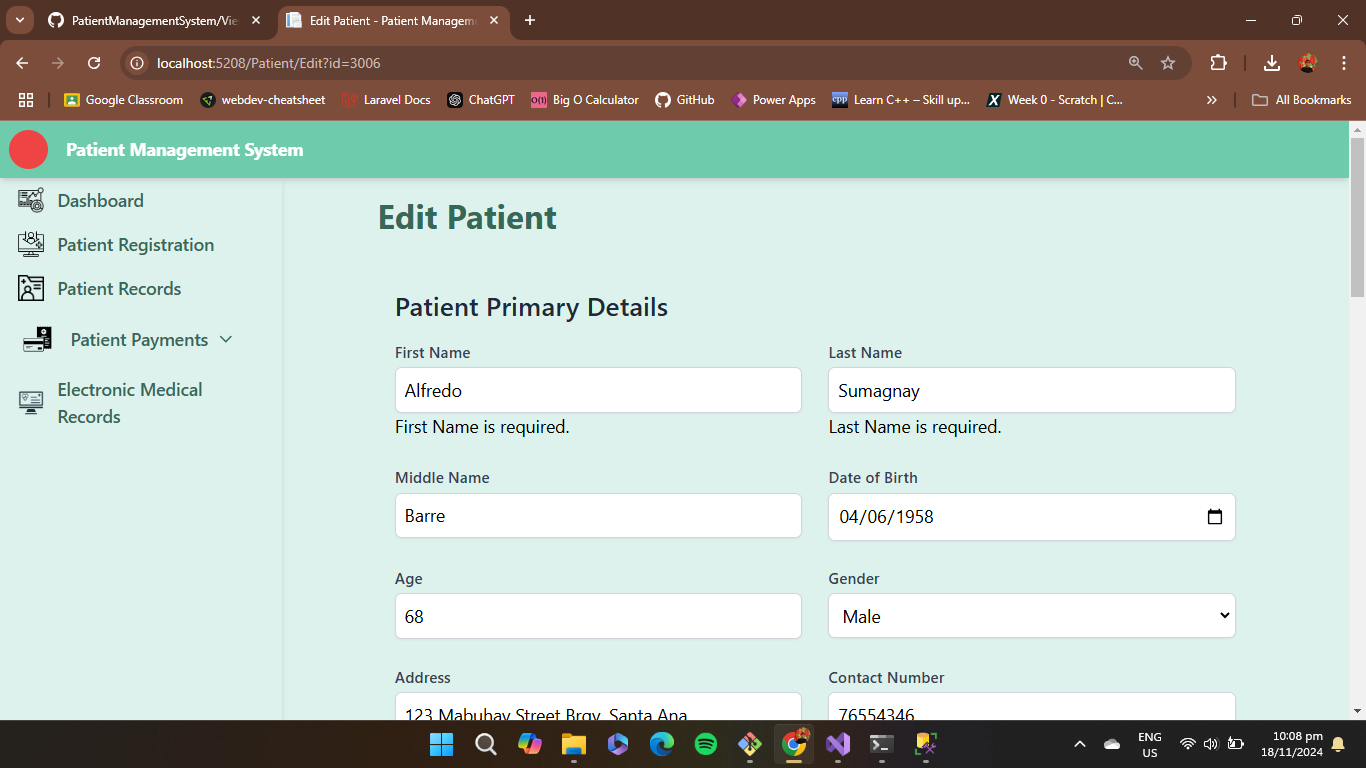 PatientManagementSystem/Vie
Edit Patient - Patient Managem
localhost:5208/Patient/Edit?id=3006
Google Classroom
webdev-cheatsheet
Laravel Docs
ChatGPT
O(1)
Big O Calculator
GitHub
Power Apps
cpp
Learn C++ – Skill up...
X
Week 0 - Scratch | C...
All Bookmarks
Patient Management System
Dashboard
Patient Registration
Patient Records
Patient Payments
Electronic Medical
Records
Edit Patient
Patient Primary Details
First Name
Last Name
Alfredo
Sumagnay
First Name is required.
Last Name is required.
Middle Name
Date of Birth
Barre
04/06/1958
Age
Gender
68
Male
Address
Contact Number
123 Mabuhay Street Brgy. Santa Ana
76554346
ENG
US
10:08 pm
18/11/2024